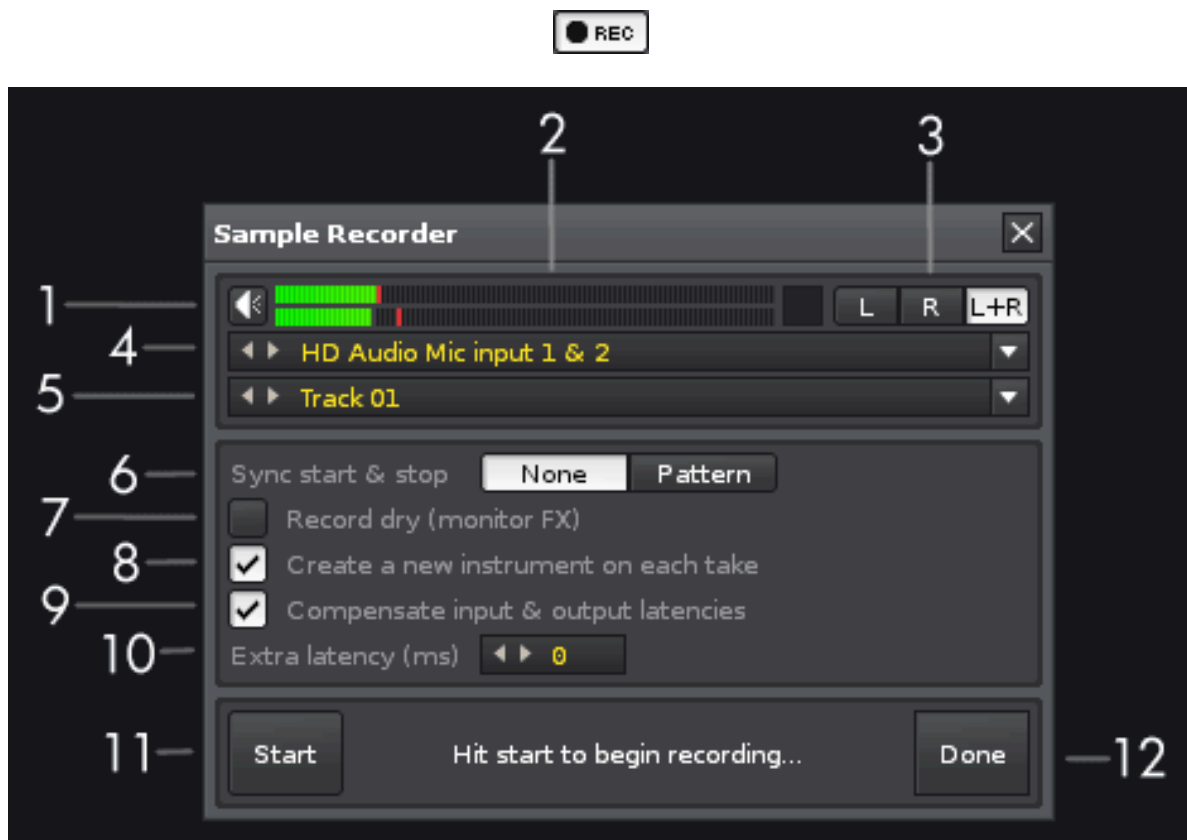 REC
2 3
Sample Recorder
1 L R L+R
4 HD Audio Mic input 1 & 2
5 Track 01
6 Sync start & stop None Pattern
7 Record dry (monitor FX)
8 Create a new instrument on each take
9 Compensate input & output latencies
10 Extra latency (ms) 0
11 Start Hit start to begin recording... Done 12